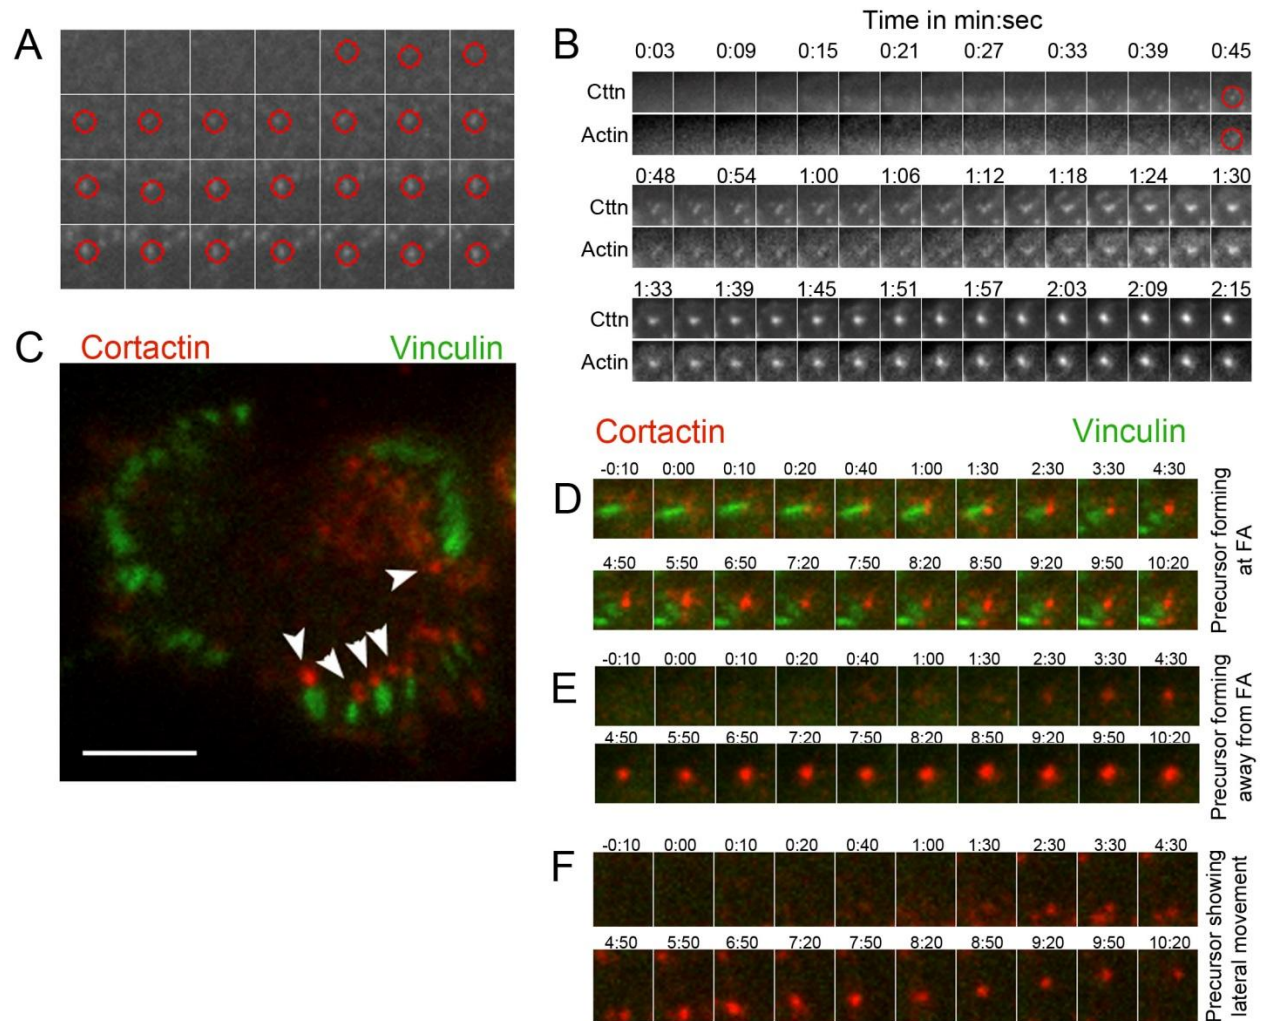 A
B
Time in min:sec
0:03 0:09 0:15 0:21 0:27 0:33 0:39 0:45
Cttn
Actin
0:48 0:54 1:00 1:06 1:12 1:18 1:24 1:30
Cttn
Actin
1:33 1:39 1:45 1:51 1:57 2:03 2:09 2:15
Cttn
Actin
C
Cortactin Vinculin
Cortactin Vinculin
D
-0:10 0:00 0:10 0:20 0:40 1:00 1:30 2:30 3:30 4:30
4:50 5:50 6:50 7:20 7:50 8:20 8:50 9:20 9:50 10:20
Precursor forming
at FA
E
-0:10 0:00 0:10 0:20 0:40 1:00 1:30 2:30 3:30 4:30
4:50 5:50 6:50 7:20 7:50 8:20 8:50 9:20 9:50 10:20
Precursor forming
away from FA
F
-0:10 0:00 0:10 0:20 0:40 1:00 1:30 2:30 3:30 4:30
4:50 5:50 6:50 7:20 7:50 8:20 8:50 9:20 9:50 10:20
Precursor showing
lateral movement